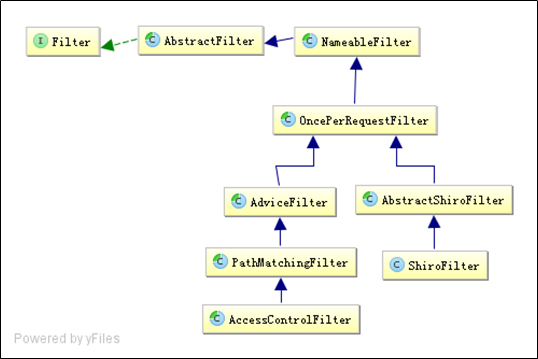 I Filter
C AbstractFilter
C NameableFilter
C OncePerRequestFilter
C AdviceFilter
C AbstractShiroFilter
C PathMatchingFilter
C ShiroFilter
C AccessControlFilter
Powered by yFiles